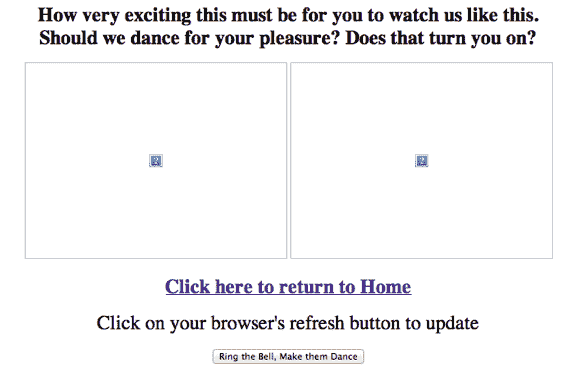 How very exciting this must be for you to watch us like this.
Should we dance for your pleasure? Does that turn you on?
Click here to return to Home
Click on your browser's refresh button to update
Ring the Bell, Make them Dance